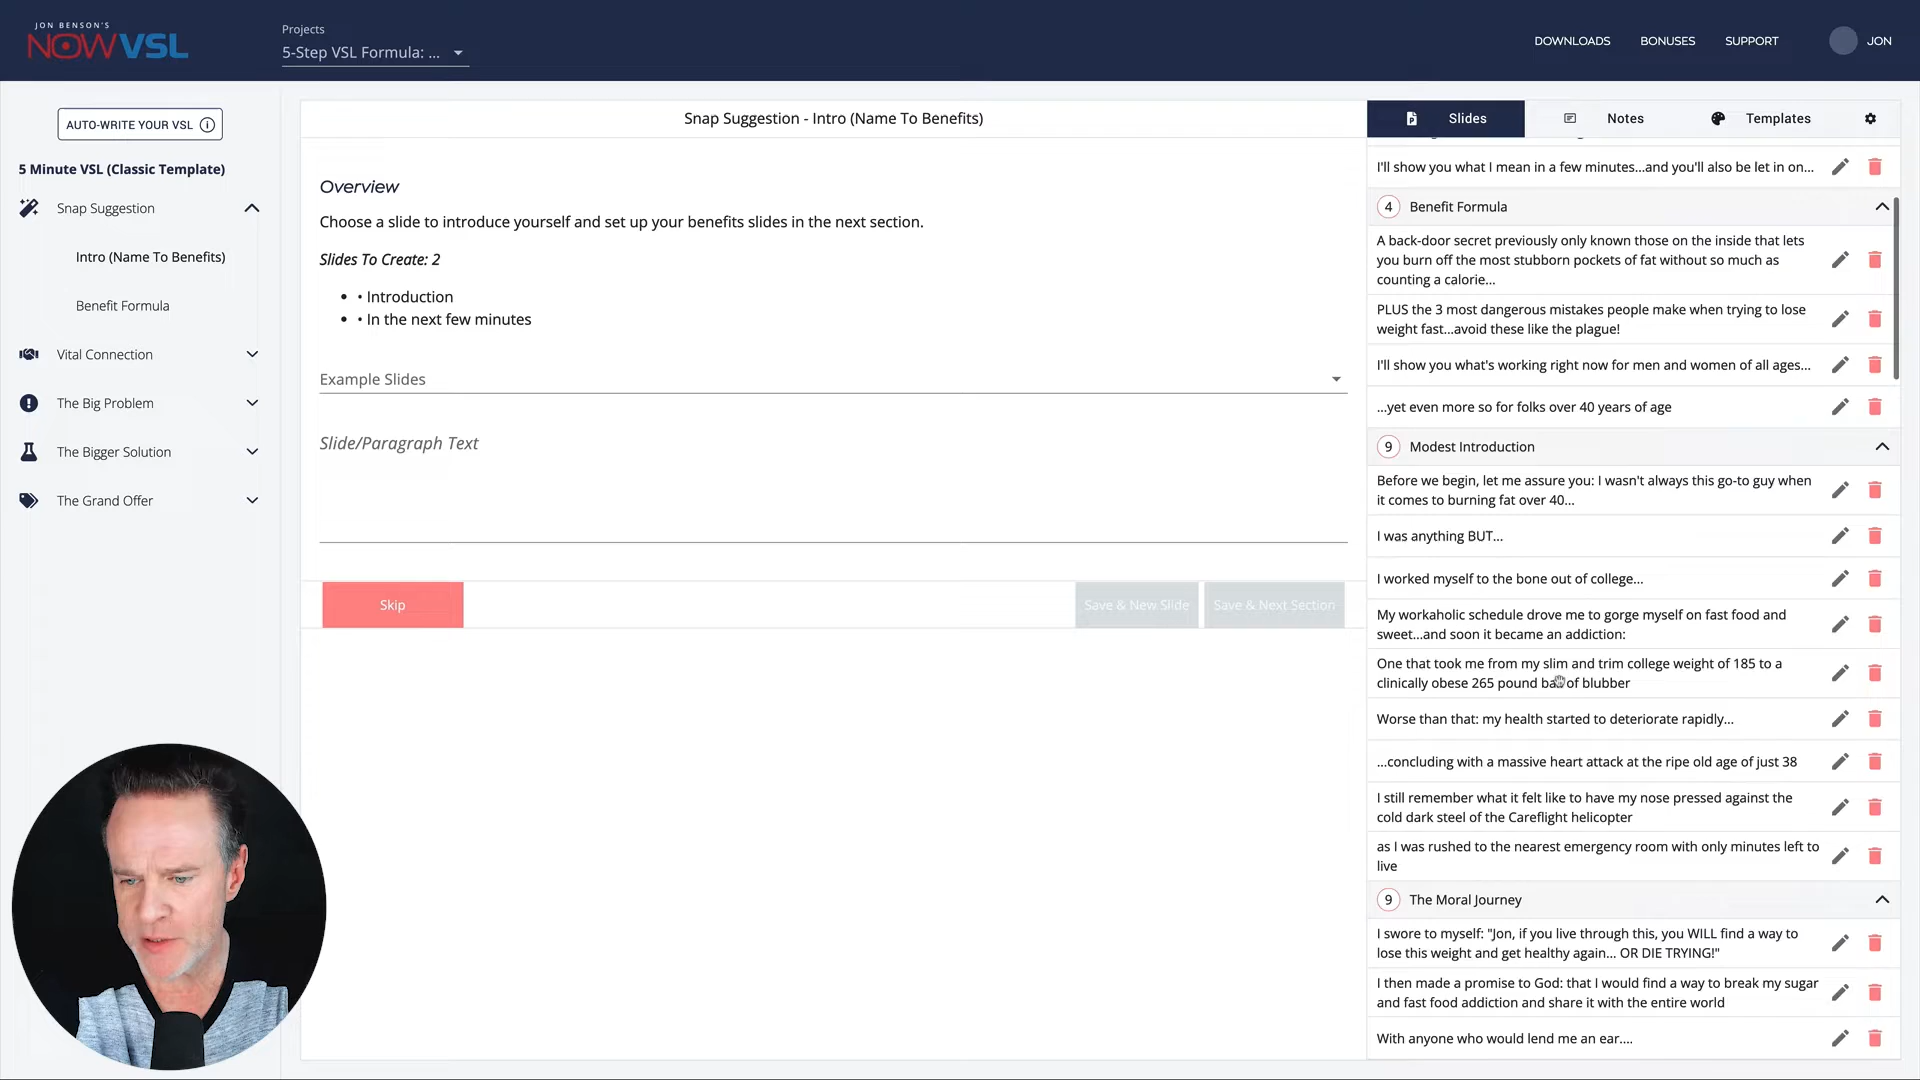 JON BENSON'S
NOWVSL
Projects
5-Step VSL Formula: ...
DOWNLOADS
BONUSES
SUPPORT
JON
AUTO-WRITE YOUR VSL
5 Minute VSL (Classic Template)
Snap Suggestion
Intro (Name To Benefits)
Benefit Formula
Vital Connection
The Big Problem
The Bigger Solution
The Grand Offer
Snap Suggestion - Intro (Name To Benefits)
Overview
Choose a slide to introduce yourself and set up your benefits slides in the next section.
Slides To Create: 2
• • Introduction
• • In the next few minutes
Example Slides
Slide/Paragraph Text
Skip
Save & New Slide
Save & Next Section
Slides
Notes
Templates
I'll show you what I mean in a few minutes...and you'll also be let in on...
4 Benefit Formula
A back-door secret previously only known those on the inside that lets
you burn off the most stubborn pockets of fat without so much as
counting a calorie...
PLUS the 3 most dangerous mistakes people make when trying to lose
weight fast...avoid these like the plague!
I'll show you what's working right now for men and women of all ages...
...yet even more so for folks over 40 years of age
9 Modest Introduction
Before we begin, let me assure you: I wasn't always this go-to guy when
it comes to burning fat over 40...
I was anything BUT...
I worked myself to the bone out of college...
My workaholic schedule drove me to gorge myself on fast food and
sweet...and soon it became an addiction:
One that took me from my slim and trim college weight of 185 to a
clinically obese 265 pound of blubber
Worse than that: my health started to deteriorate rapidly...
...concluding with a massive heart attack at the ripe old age of just 38
I still remember what it felt like to have my nose pressed against the
cold dark steel of the Careflight helicopter
as I was rushed to the nearest emergency room with only minutes left to
live
9 The Moral Journey
I swore to myself: "Jon, if you live through this, you WILL find a way to
lose this weight and get healthy again... OR DIE TRYING!"
I then made a promise to God: that I would find a way to break my sugar
and fast food addiction and share it with the entire world
With anyone who would lend me an ear....